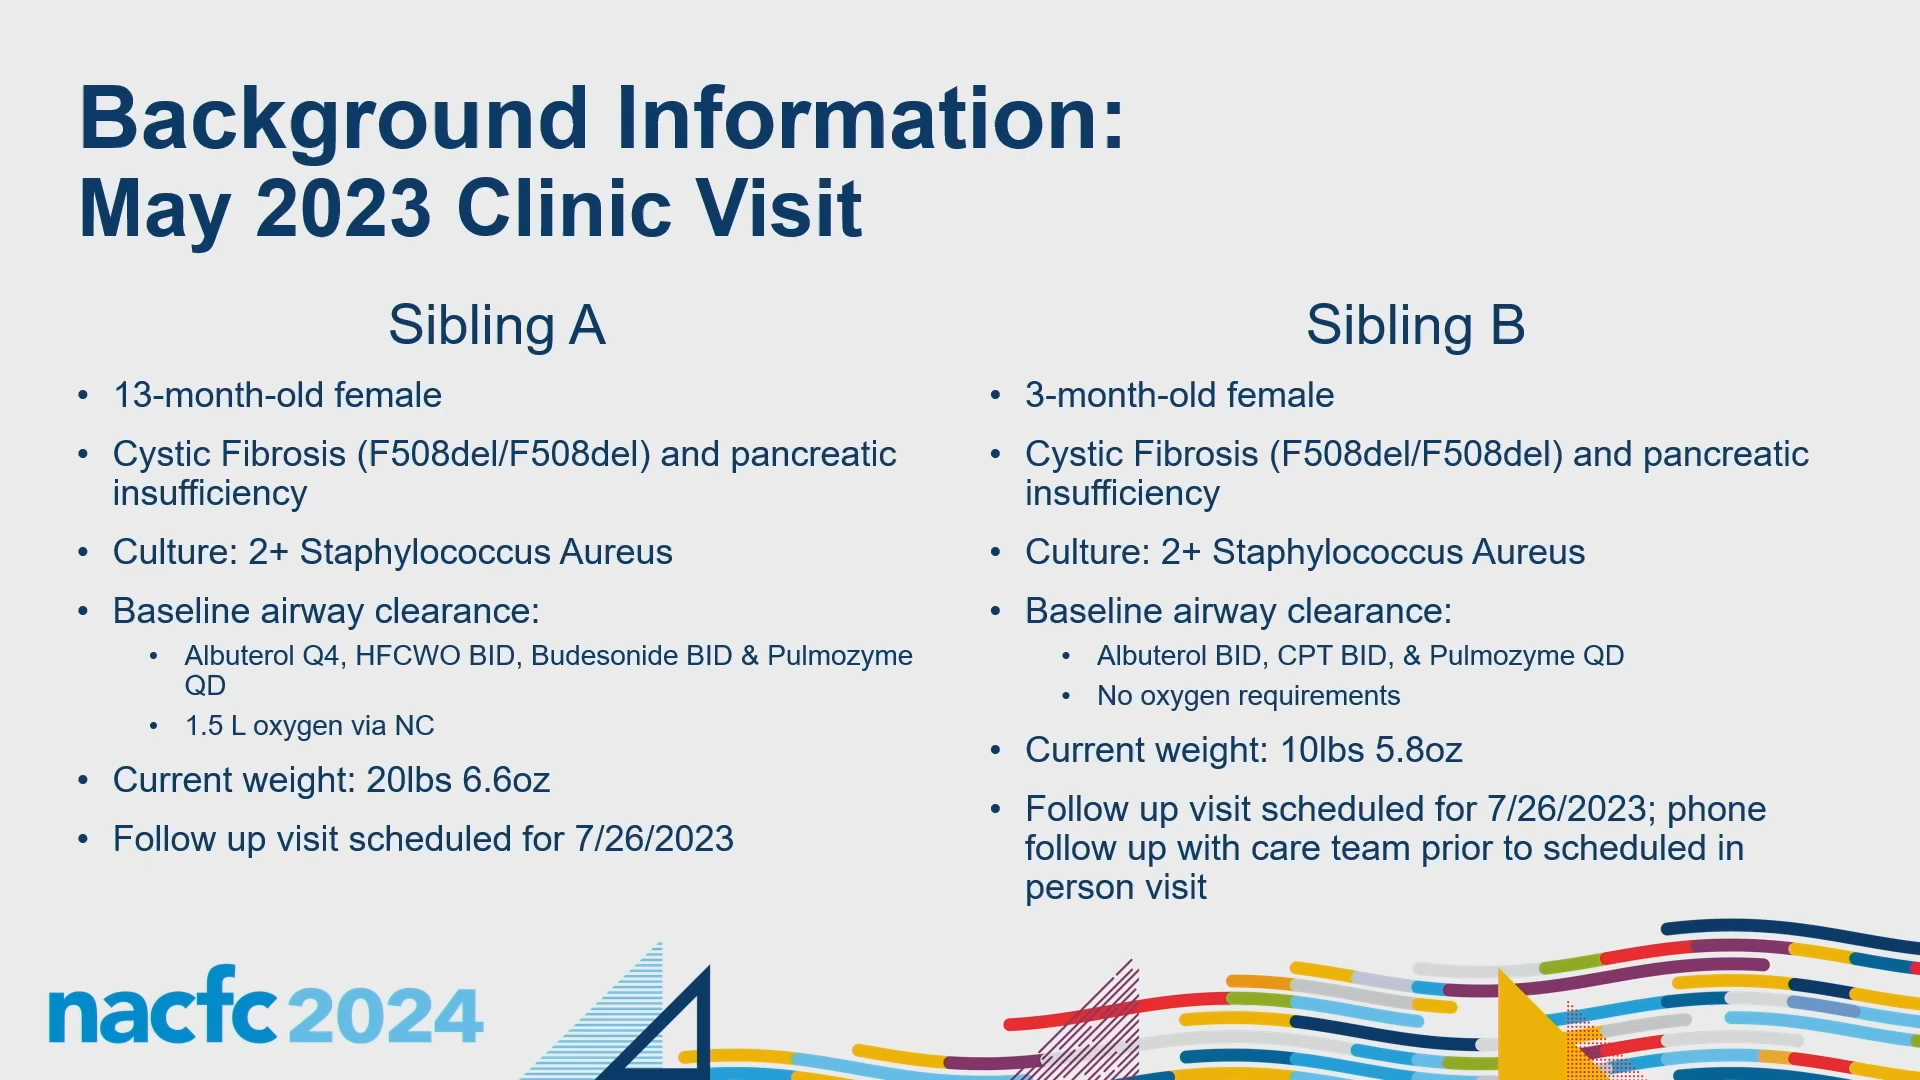 Background Information:
May 2023 Clinic Visit
Sibling A
• 13-month-old female
• Cystic Fibrosis (F508del/F508del) and pancreatic
insufficiency
• Culture: 2+ Staphylococcus Aureus
• Baseline airway clearance:
• Albuterol Q4, HFCWO BID, Budesonide BID & Pulmozyme
QD
• 1.5 L oxygen via NC
• Current weight: 20lbs 6.6oz
• Follow up visit scheduled for 7/26/2023
Sibling B
• 3-month-old female
• Cystic Fibrosis (F508del/F508del) and pancreatic
insufficiency
• Culture: 2+ Staphylococcus Aureus
• Baseline airway clearance:
• Albuterol BID, CPT BID, & Pulmozyme QD
• No oxygen requirements
• Current weight: 10lbs 5.8oz
• Follow up visit scheduled for 7/26/2023; phone
follow up with care team prior to scheduled in
person visit
nacfc 2024